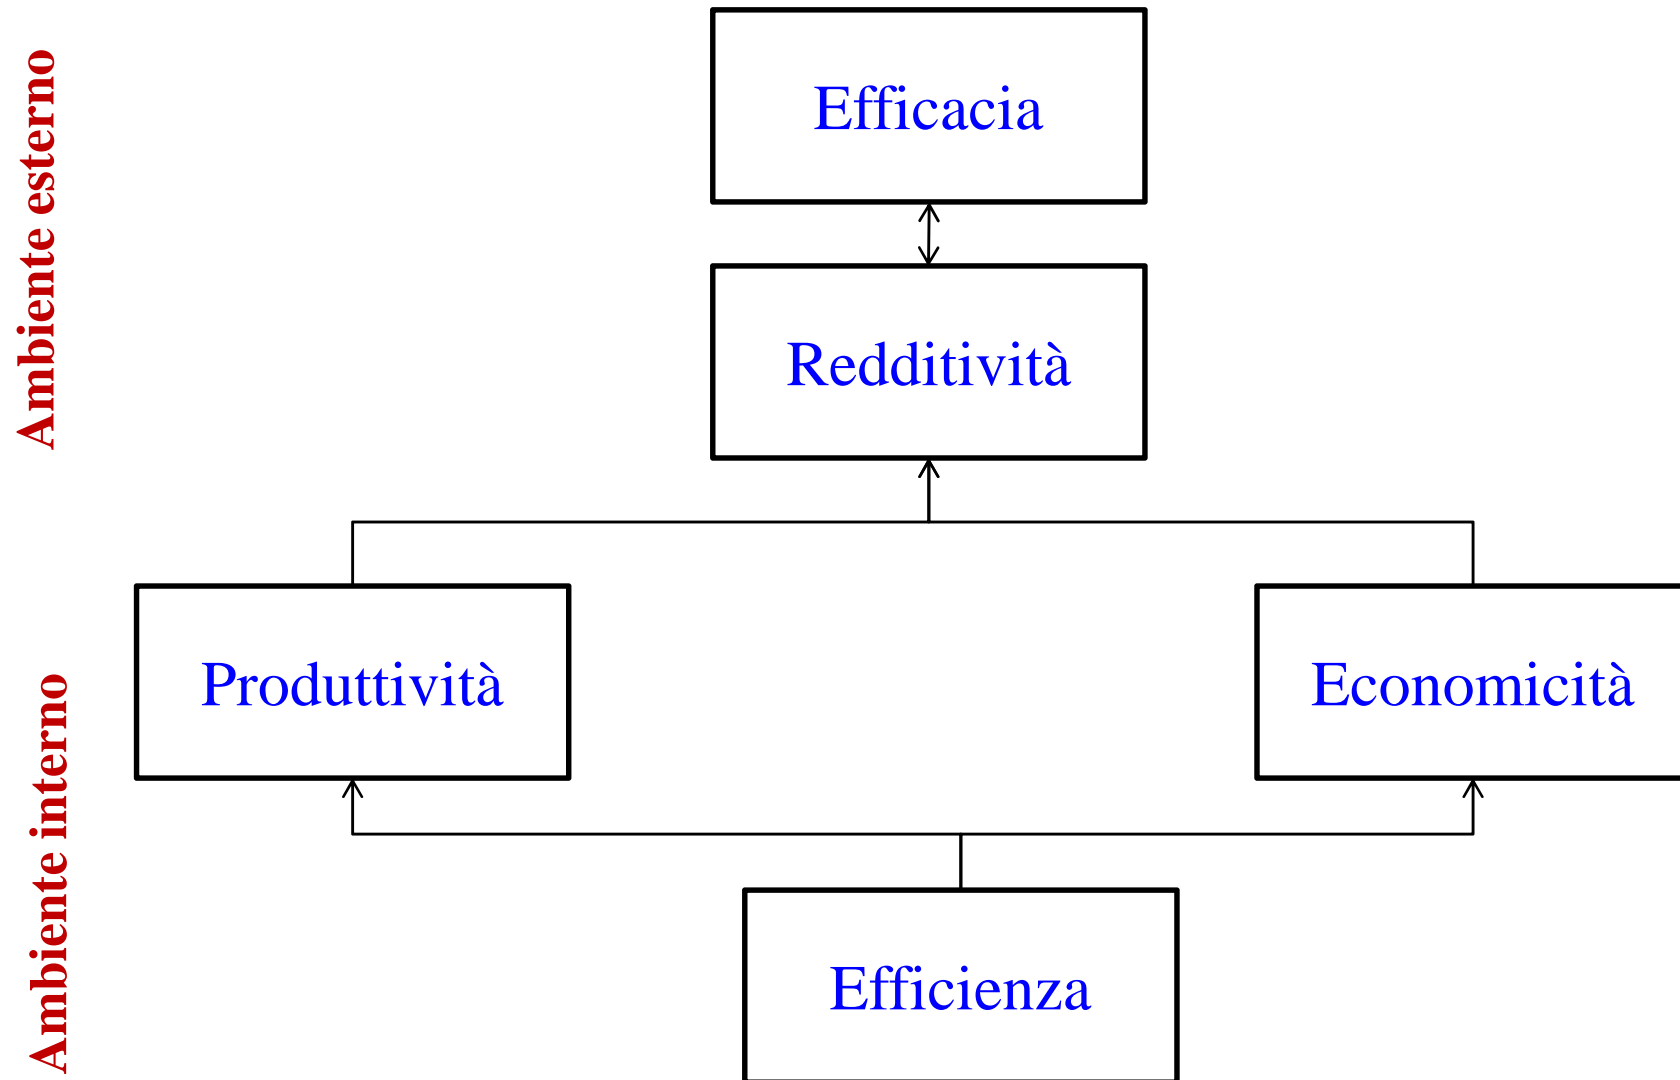 Ambiente esterno
Efficacia
Redditività
Ambiente interno
Produttività
Economicità
Efficienza